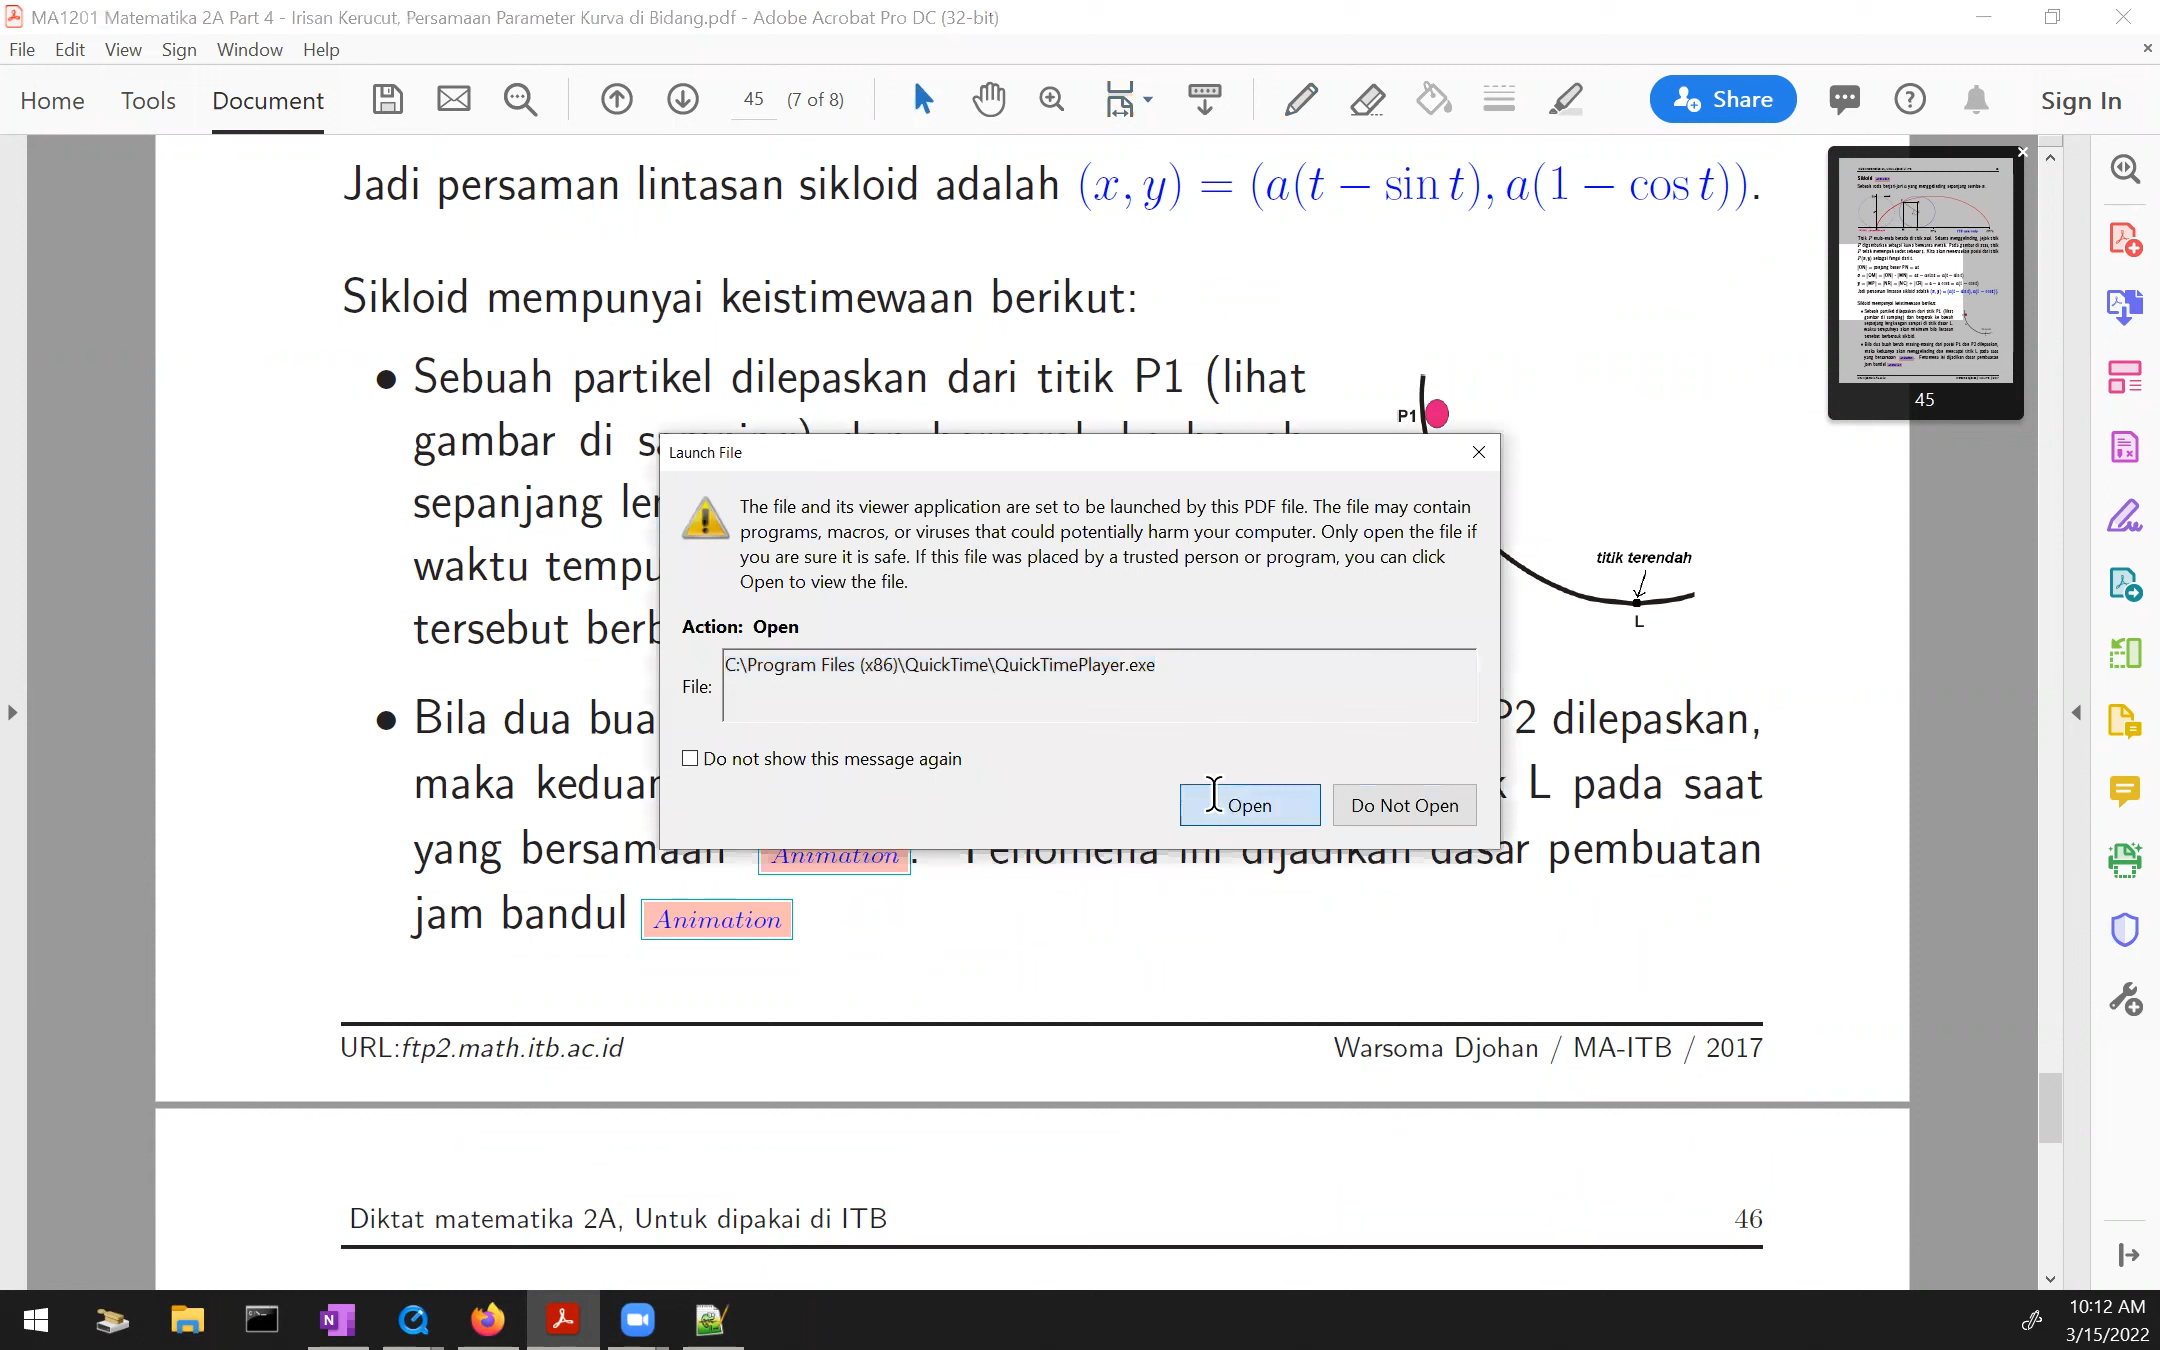 MA1201 Matematika 2A Part 4 - Irisan Kerucut, Persamaan Parameter Kurva di Bidang.pdf - Adobe Acrobat Pro DC (32-bit)
File Edit View Sign Window Help
Home Tools Document 45 (7 of 8) Share Sign In
Jadi persaman lintasan sikloid adalah (x, y) = (a(t − sin t), a(1 − cos t)).
Sikloid mempunyai keistimewaan berikut:
• Sebuah partikel dilepaskan dari titik P1 (lihat
gambar di
sepanjang
waktu
tersebut
P1
titik terendah
L
Launch File
The file and its viewer application are set to be launched by this PDF file. The file may contain
programs, macros, or viruses that could potentially harm your computer. Only open the file if
you are sure it is safe. If this file was placed by a trusted person or program, you can click
Open to view the file.
Action: Open
File: C:\Program Files (x86)\QuickTime\QuickTimePlayer.exe
Do not show this message again
Open Do Not Open
• Bila dua P2 dilepaskan,
maka L pada saat
yang bersamaan Animation. Fenomena ini dijadikan dasar pembuatan
jam bandul Animation
URL:ftp2.math.itb.ac.id Warsoma Djohan / MA-ITB / 2017
Diktat matematika 2A, Untuk dipakai di ITB 46
45
10:12 AM
3/15/2022